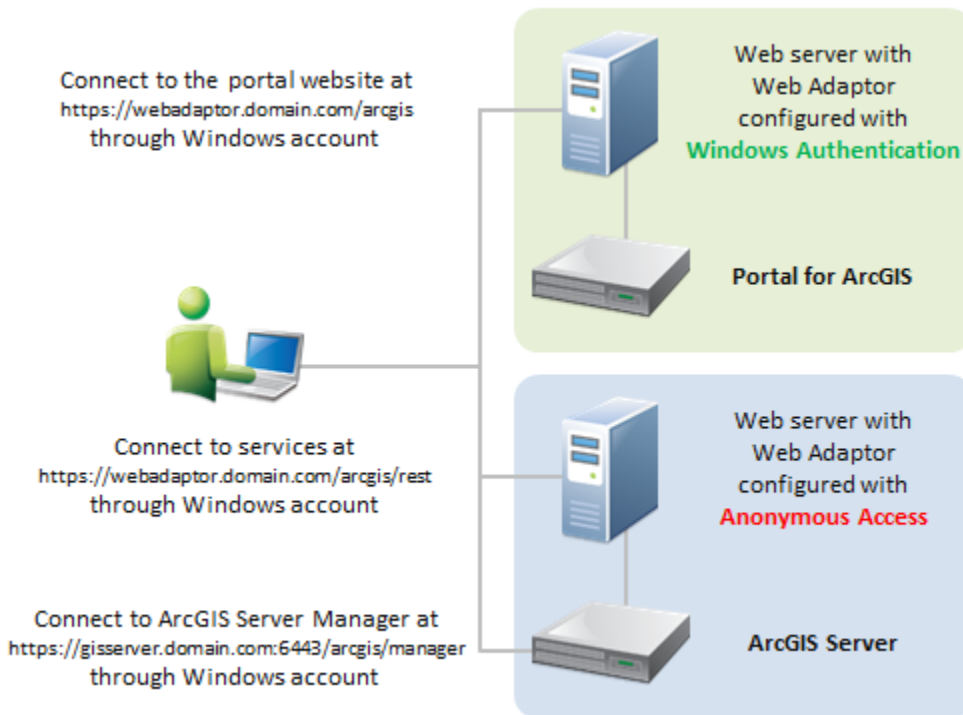 Connect to the portal website at
https://webadaptor.domain.com/arcgis
through Windows account
Web server with
Web Adaptor
configured with
Windows Authentication
Portal for ArcGIS
Connect to services at
https://webadaptor.domain.com/arcgis/rest
through Windows account
Web server with
Web Adaptor
configured with
Anonymous Access
Connect to ArcGIS Server Manager at
https://gisserver.domain.com:6443/arcgis/manager
through Windows account
ArcGIS Server